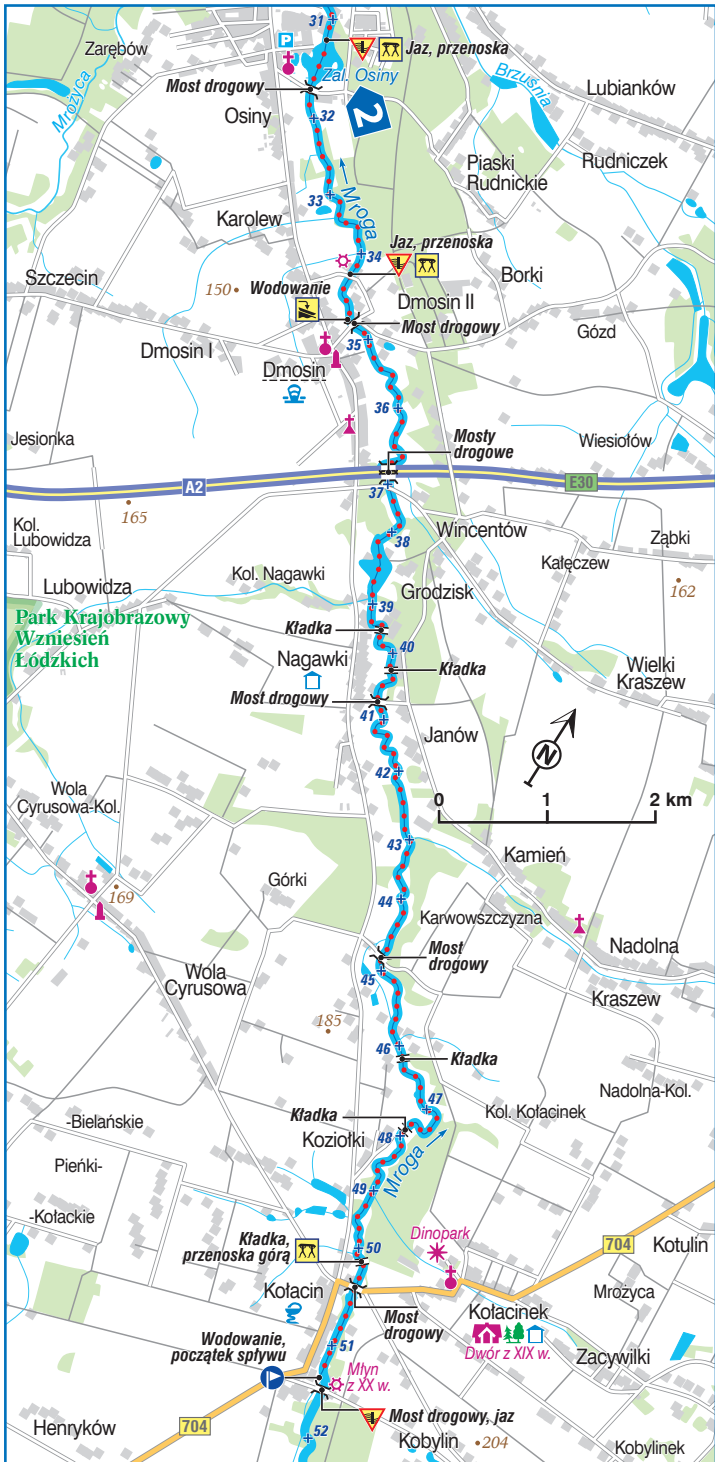 31
Zarębów
P
Jaz, przenoska
Zal. Osiny
Mrożyca
Brzuśnia
Most drogowy
Lubianków
Osiny
32
2
Piaski
Rudnickie
Rudniczek
33
Mroga
Karolew
Jaz, przenoska
34
Szczecin
150
Wodowanie
Borki
Dmosin II
Most drogowy
Gózd
35
Dmosin I
Dmosin
36
Jesionka
Mosty
drogowe
Wiesiołów
A2
37
E30
165
Kol.
Lubowidza
38
Wincentów
Ząbki
Kałęczew
Lubowidza
Kol. Nagawki
162
Grodzisk
39
Park Krajobrazowy
Wzniesień
Łódzkich
Kładka
40
Nagawki
Kładka
Wielki
Kraszew
Most drogowy
41
Janów
N
42
Wola
Cyrusowa-Kol.
0 1 2 km
43
Kamień
169
Górki
44
Karwowszczyzna
Nadolna
Most
drogowy
Wola
Cyrusowa
45
Kraszew
185
46
Kładka
Nadolna-Kol.
47
Kładka
Kol. Kołacinek
-Bielańskie
48
Koziołki
Mroga
Pieńki-
49
-Kołackie
Dinopark
Kładka,
przenoska górą
50
704
Kotulin
Kołacin
Mrożyca
Most
drogowy
Kołacinek
Dwór z XIX w.
Wodowanie,
początek spływu
51
Zacywilki
Młyn
z XX w.
Most drogowy, jaz
Henryków
704
52
Kobylin
204
Kobylinek